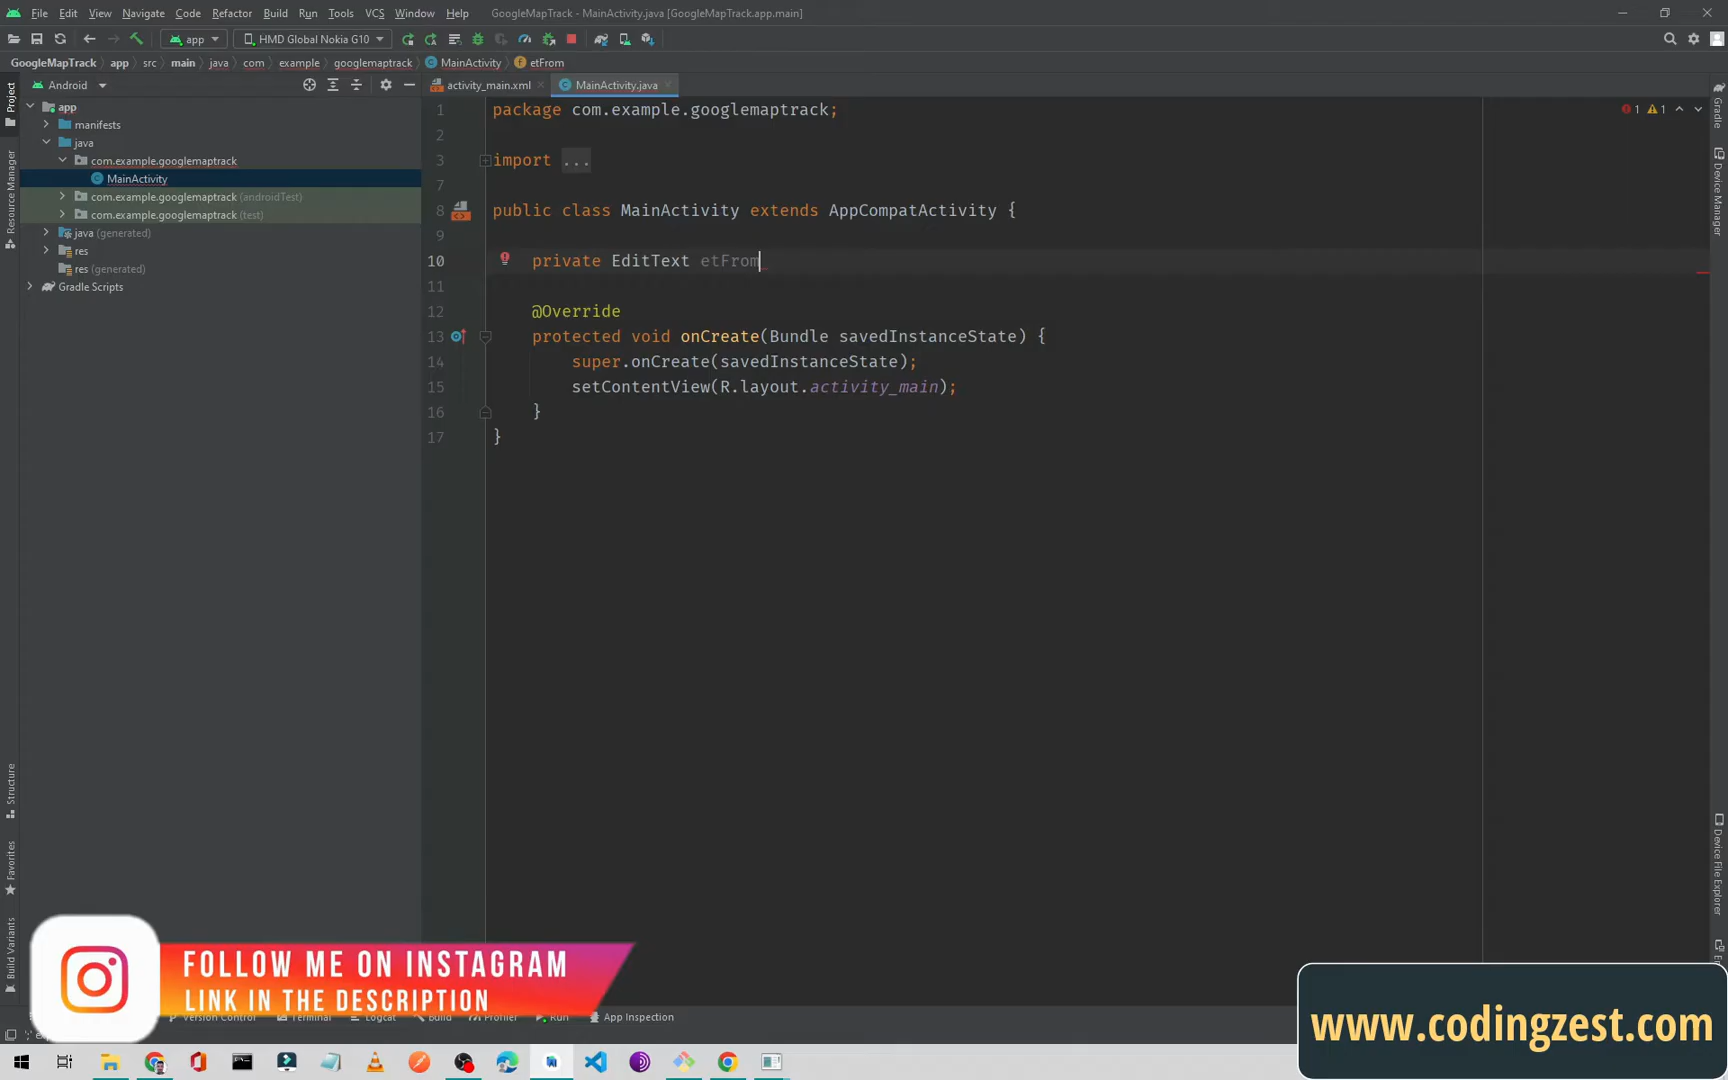 File Edit View Navigate Code Refactor Build Run Tools VCS Window Help GoogleMapTrack - MainActivity.java [GoogleMapTrack.app.main]
app HMD Global Nokia G10
GoogleMapTrack app src main java com example googlemaptrack MainActivity etFrom
Android
activity_main.xml
MainActivity.java
Project
Resource Manager
Structure
Favorites
Build Variants
app
manifests
java
com.example.googlemaptrack
MainActivity
com.example.googlemaptrack (androidTest)
com.example.googlemaptrack (test)
java (generated)
res
res (generated)
Gradle Scripts
1 package com.example.googlemaptrack;
2
3 import ...
7
8 public class MainActivity extends AppCompatActivity {
9
10 private EditText etFrom
11
12 @Override
13 protected void onCreate(Bundle savedInstanceState) {
14 super.onCreate(savedInstanceState);
15 setContentView(R.layout.activity_main);
16 }
17 }
1 1
Gradle
Device Manager
Device File Explorer
FOLLOW ME ON INSTAGRAM
LINK IN THE DESCRIPTION
Version Control Terminal Logcat Build Profiler Run App Inspection
www.codingzest.com